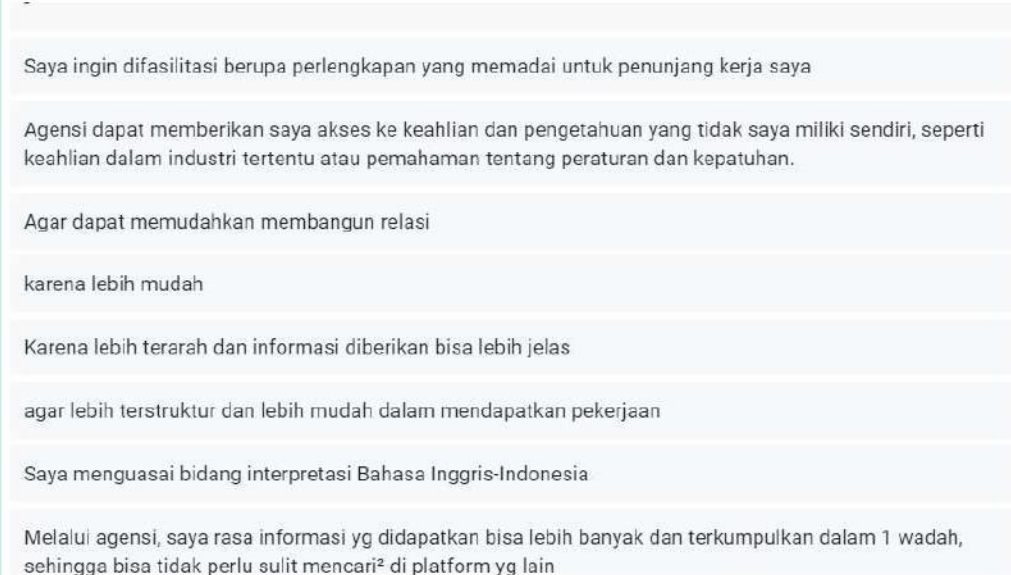 -
Saya ingin difasilitasi berupa perlengkapan yang memadai untuk penunjang kerja saya
Agensi dapat memberikan saya akses ke keahlian dan pengetahuan yang tidak saya miliki sendiri, seperti
keahlian dalam industri tertentu atau pemahaman tentang peraturan dan kepatuhan.
Agar dapat memudahkan membangun relasi
karena lebih mudah
Karena lebih terarah dan informasi diberikan bisa lebih jelas
agar lebih terstruktur dan lebih mudah dalam mendapatkan pekerjaan
Saya menguasai bidang interpretasi Bahasa Inggris-Indonesia
Melalui agensi, saya rasa informasi yg didapatkan bisa lebih banyak dan terkumpulkan dalam 1 wadah,
sehingga bisa tidak perlu sulit mencari² di platform yg lain